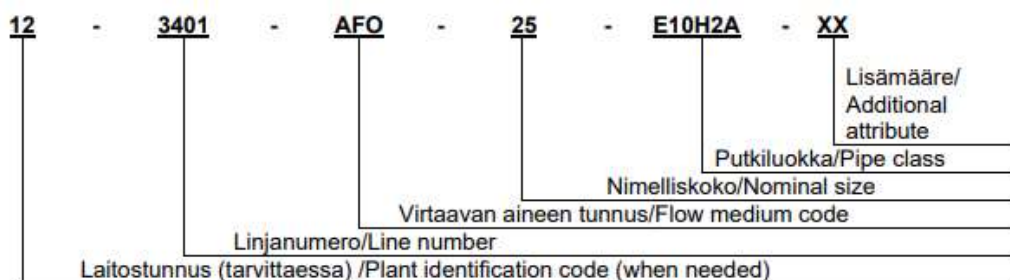 12 - 3401 - AFO - 25 - E10H2A - XX
Lisämääre/
Additional
attribute
Putkiluokka/Pipe class
Nimelliskoko/Nominal size
Virtaavan aineen tunnus/Flow medium code
Linjanumero/Line number
Laitostunnus (tarvittaessa) /Plant identification code (when needed)